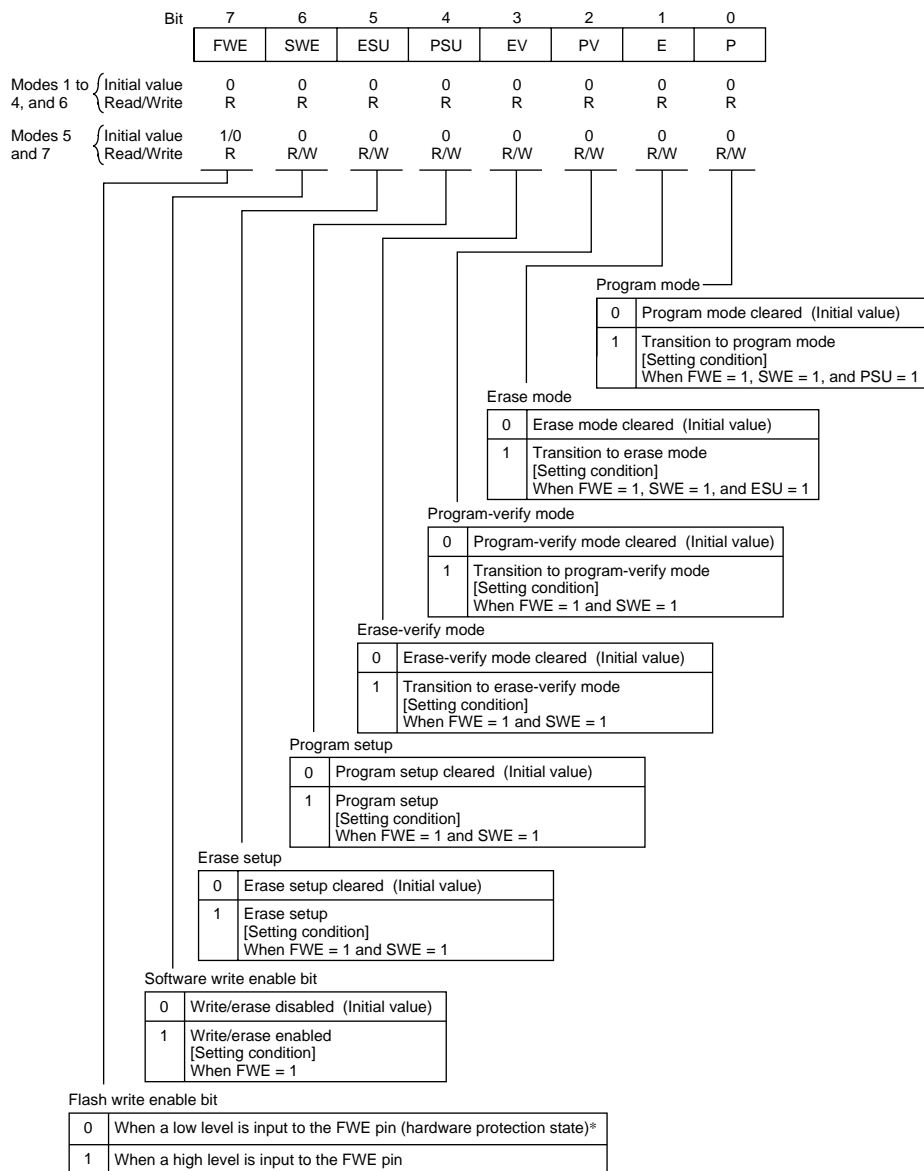 Bit 7 6 5 4 3 2 1 0
FWE SWE ESU PSU EV PV E P
Modes 1 to 4, and 6 { Initial value 0 0 0 0 0 0 0 0
Read/Write R R R R R R R R
Modes 5 and 7 { Initial value 1/0 0 0 0 0 0 0 0
Read/Write R R/W R/W R/W R/W R/W R/W R/W
Program mode
0 Program mode cleared (Initial value)
1 Transition to program mode
[Setting condition]
When FWE = 1, SWE = 1, and PSU = 1
Erase mode
0 Erase mode cleared (Initial value)
1 Transition to erase mode
[Setting condition]
When FWE = 1, SWE = 1, and ESU = 1
Program-verify mode
0 Program-verify mode cleared (Initial value)
1 Transition to program-verify mode
[Setting condition]
When FWE = 1 and SWE = 1
Erase-verify mode
0 Erase-verify mode cleared (Initial value)
1 Transition to erase-verify mode
[Setting condition]
When FWE = 1 and SWE = 1
Program setup
0 Program setup cleared (Initial value)
1 Program setup
[Setting condition]
When FWE = 1 and SWE = 1
Erase setup
0 Erase setup cleared (Initial value)
1 Erase setup
[Setting condition]
When FWE = 1 and SWE = 1
Software write enable bit
0 Write/erase disabled (Initial value)
1 Write/erase enabled
[Setting condition]
When FWE = 1
Flash write enable bit
0 When a low level is input to the FWE pin (hardware protection state)*
1 When a high level is input to the FWE pin